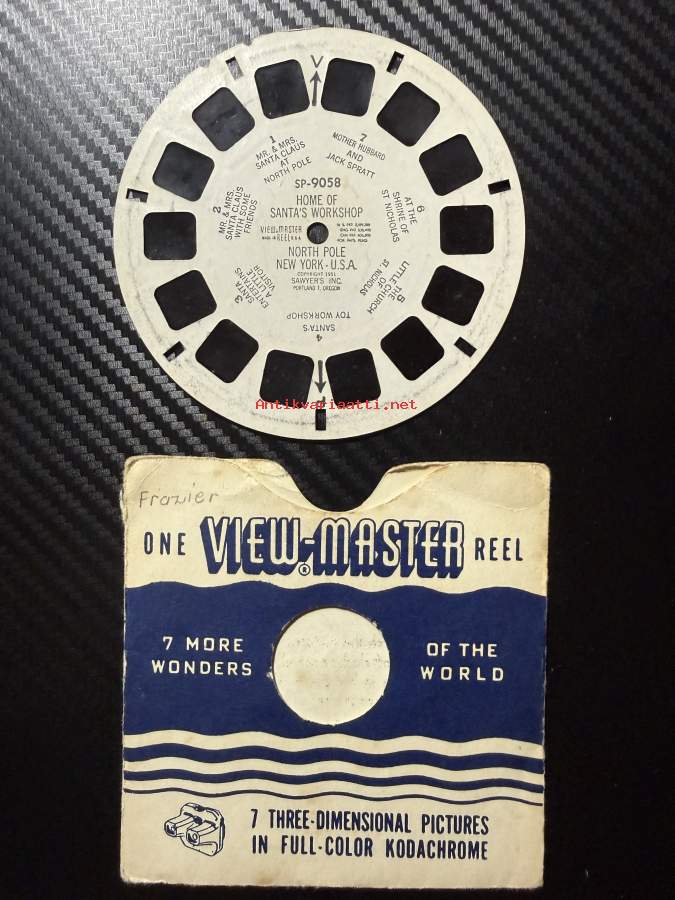 V
1
MR. & MRS.
SANTA CLAUS
AT
NORTH POLE
2
MR. & MRS.
SANTA CLAUS
WITH SOME
FRIENDS
3
SANTA
ENTERTAINS
A LITTLE
VISITOR
4
SANTA'S
TOY WORKSHOP
5
THE
LITTLE CHURCH
OF
ST. NICHOLAS
6
AT THE
SHRINE OF
ST NICHOLAS
7
MOTHER HUBBARD
AND
JACK SPRATT
SP-9058
HOME OF
SANTA'S WORKSHOP
VIEW-MASTER
REEL
NORTH POLE
NEW YORK - U.S.A.
COPYRIGHT 1951
SAWYER'S INC.
PORTLAND 7, OREGON
Antikvariaatti.net
Frazier
ONE VIEW-MASTER REEL
®
7 MORE WONDERS
OF THE WORLD
7 THREE-DIMENSIONAL PICTURES
IN FULL-COLOR KODACHROME